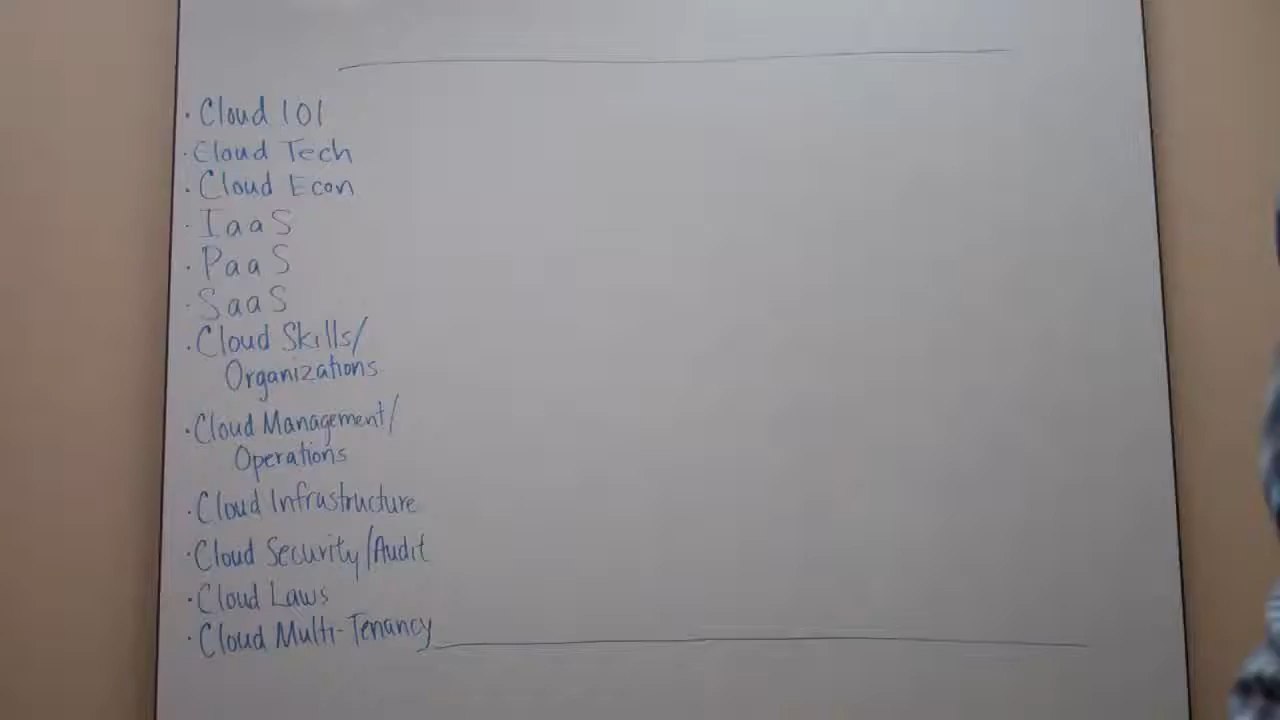 · Cloud 101
· Cloud Tech
· Cloud Econ
· IaaS
· PaaS
· SaaS
· Cloud Skills/
Organizations
· Cloud Management/
Operations
· Cloud Infrastructure
· Cloud Security/Audit
· Cloud Laws
· Cloud Multi-Tenancy